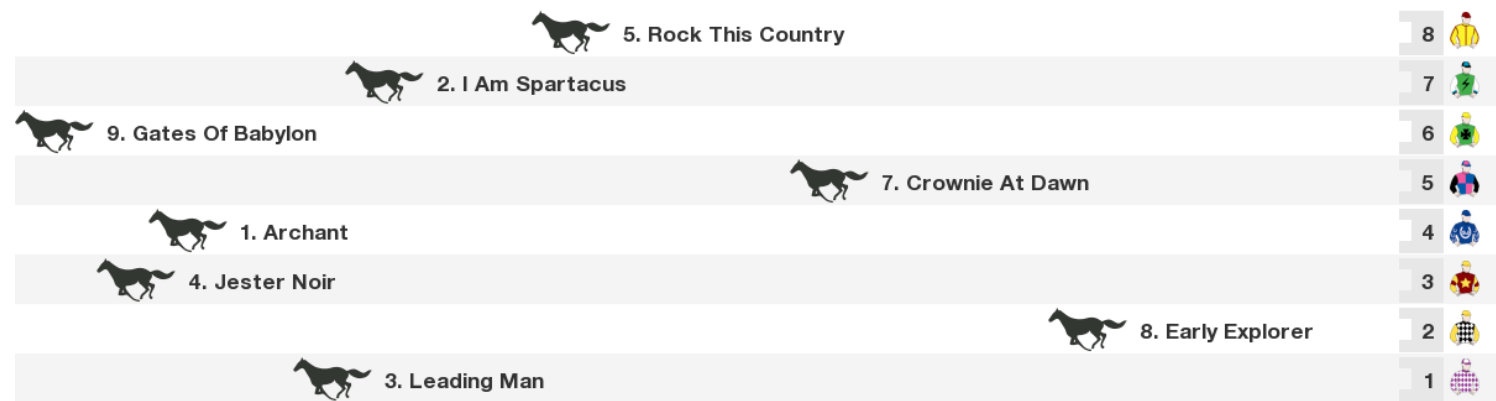 5. Rock This Country 8
2. I Am Spartacus 7
9. Gates Of Babylon 6
7. Crownie At Dawn 5
1. Archant 4
4. Jester Noir 3
8. Early Explorer 2
3. Leading Man 1